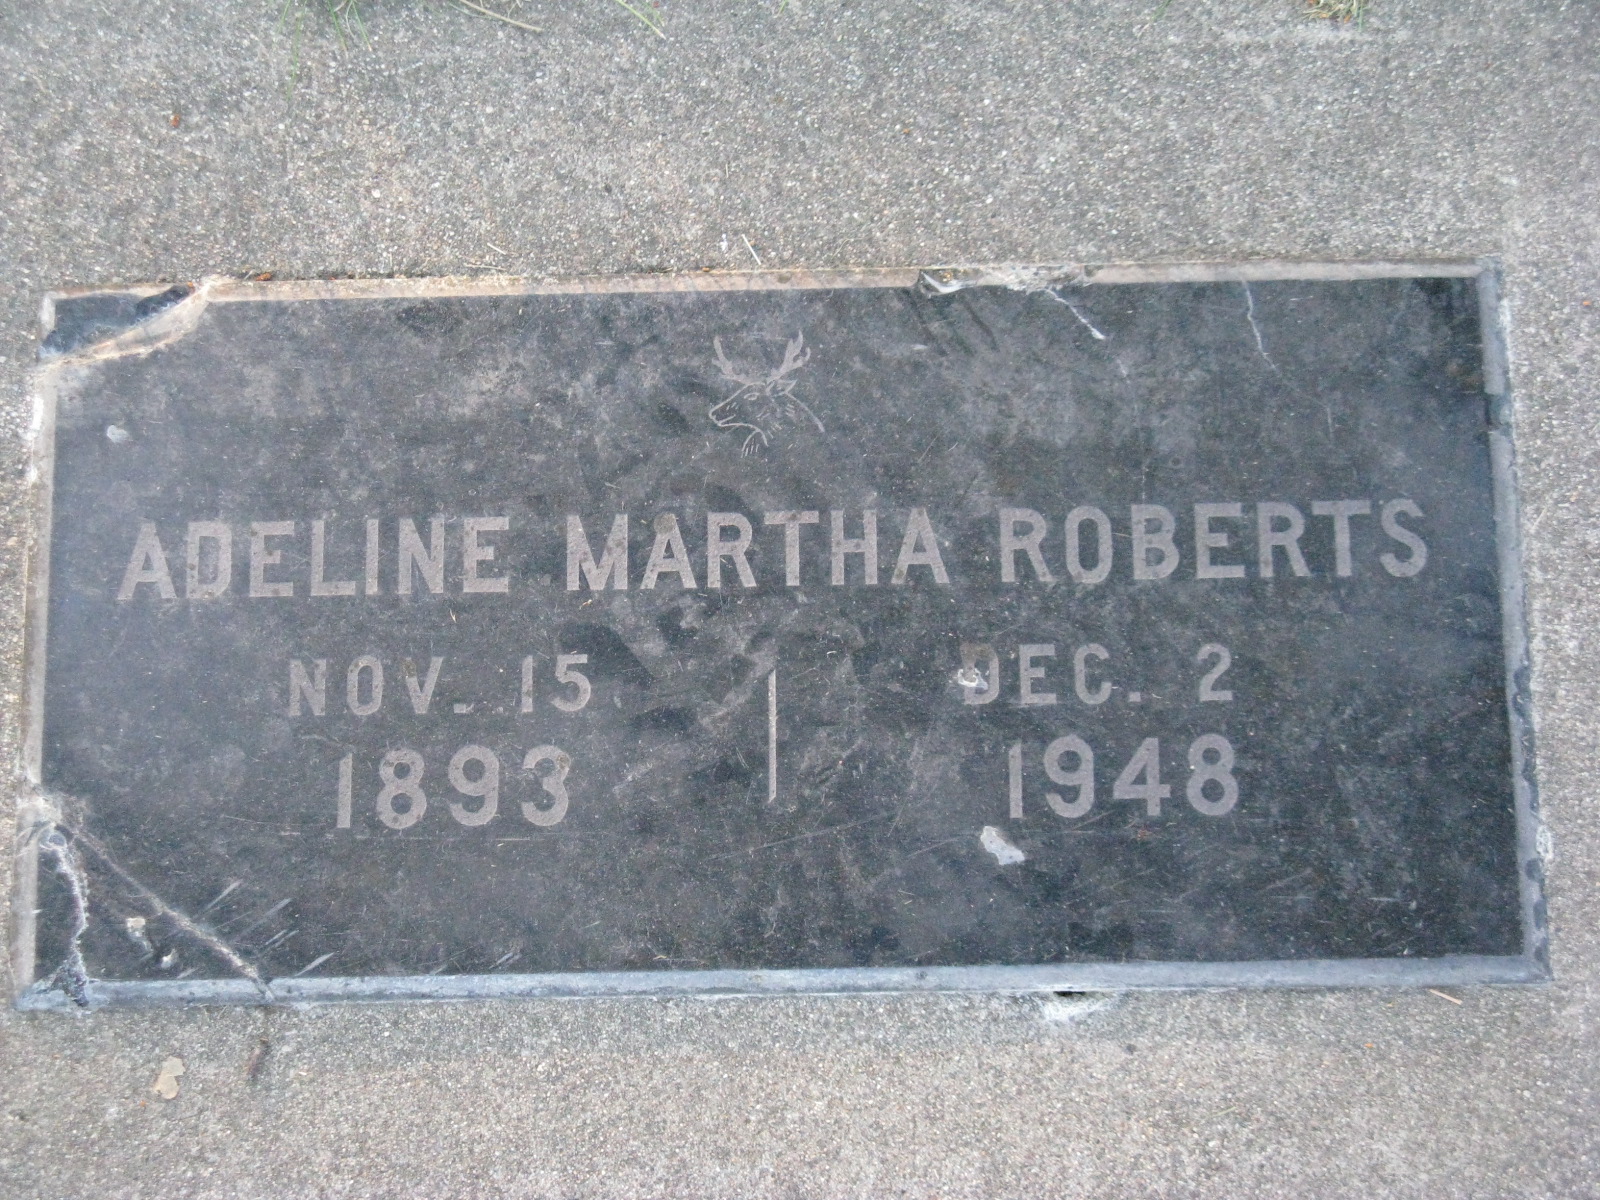 ADELINE MARTHA ROBERTS
NOV. 15
1893
DEC. 2
1948